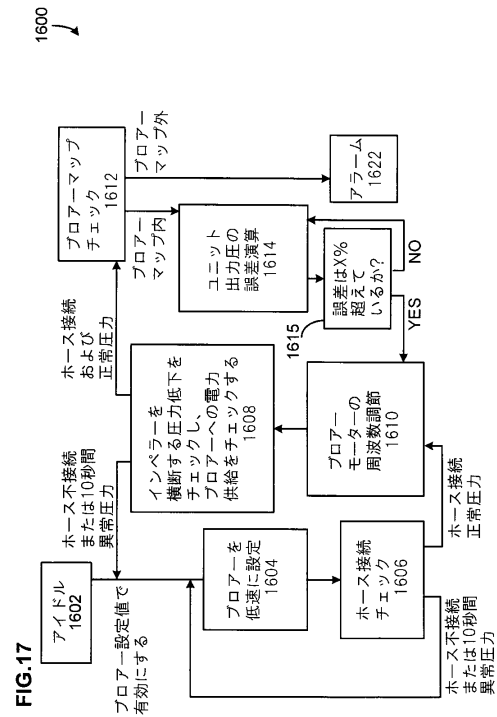 FIG.17
1600
アイドル
1602
ブロアー設定値で
有効にする
ブロアーを
低速に設定
1604
ホース接続
チェック
1606
ホース不接続
または10秒間
異常圧力
ホース接続
正常圧力
ホース不接続
または10秒間
異常圧力
インペラーを
横断する圧力低下を
チェックし、
ブロアーへの電力
供給をチェックする
1608
ブロアー
モーターの
周波数調節
1610
ホース接続
および
正常圧力
ブロアーマップ
チェック
1612
ブロアー
マップ内
ブロアー
マップ外
ユニット
出力圧の
誤差演算
1614
1615
誤差はX%
超えて
いるか?
YES
NO
アラーム
1622